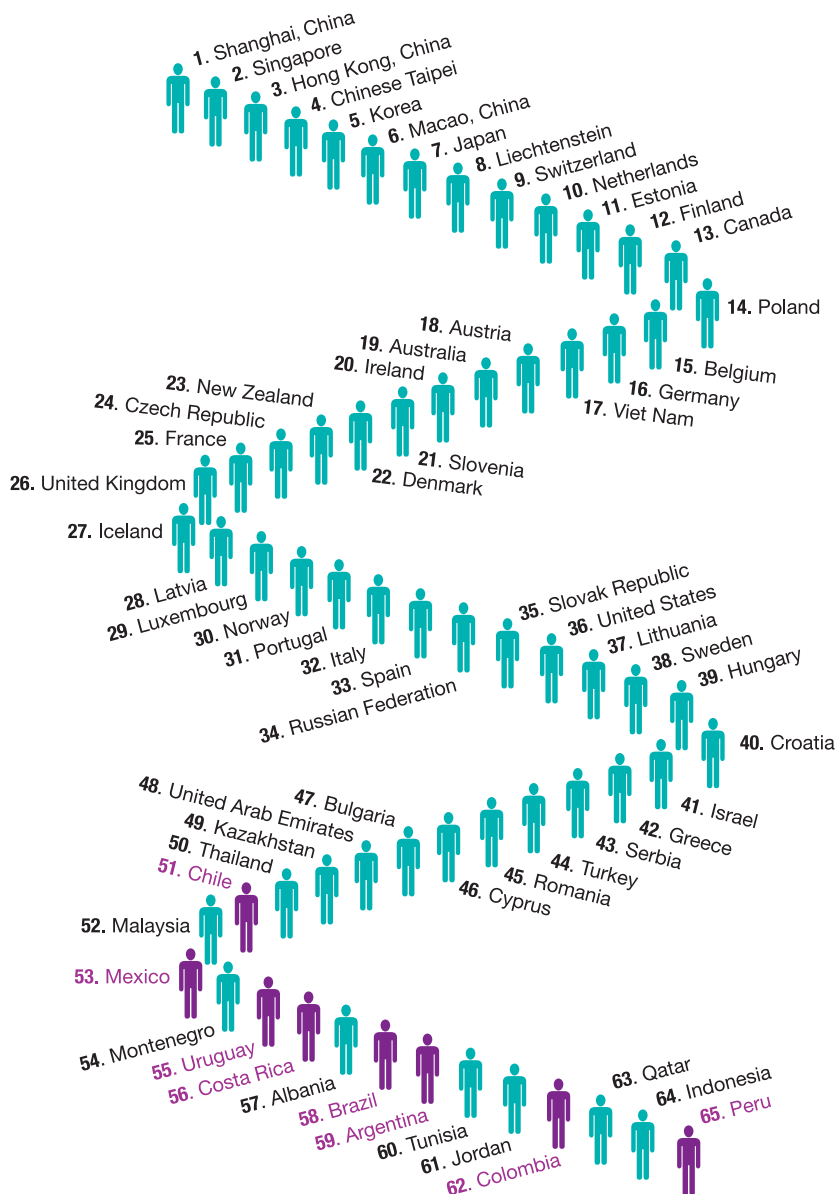 1. Shanghai, China
2. Singapore
3. Hong Kong, China
4. Chinese Taipei
5. Korea
6. Macao, China
7. Japan
8. Liechtenstein
9. Switzerland
10. Netherlands
11. Estonia
12. Finland
13. Canada
14. Poland
15. Belgium
16. Germany
17. Viet Nam
18. Austria
19. Australia
20. Ireland
21. Slovenia
22. Denmark
23. New Zealand
24. Czech Republic
25. France
26. United Kingdom
27. Iceland
28. Latvia
29. Luxembourg
30. Norway
31. Portugal
32. Italy
33. Spain
34. Russian Federation
35. Slovak Republic
36. United States
37. Lithuania
38. Sweden
39. Hungary
40. Croatia
41. Israel
42. Greece
43. Serbia
44. Turkey
45. Romania
46. Cyprus
47. Bulgaria
48. United Arab Emirates
49. Kazakhstan
50. Thailand
51. Chile
52. Malaysia
53. Mexico
54. Montenegro
55. Uruguay
56. Costa Rica
57. Albania
58. Brazil
59. Argentina
60. Tunisia
61. Jordan
62. Colombia
63. Qatar
64. Indonesia
65. Peru